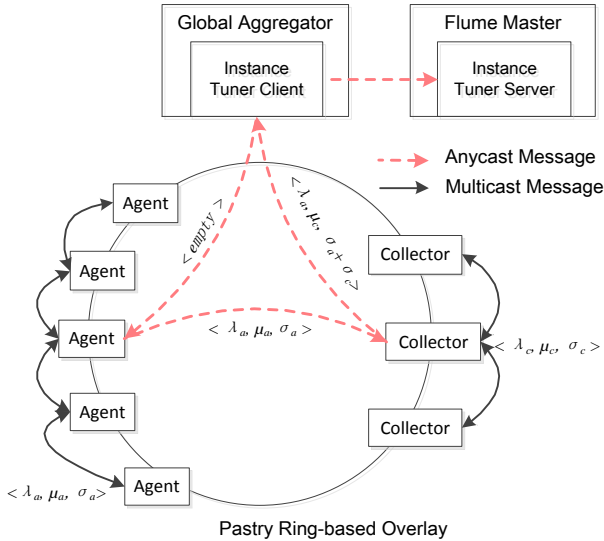 Global Aggregator
Flume Master
Instance
Tuner Client
Instance
Tuner Server
Anycast Message
Multicast Message
Agent
Agent
Agent
Agent
Agent
Collector
Collector
Collector
< empty >
< λa, μc, σa + σc >
< λa, μa, σa >
< λc, μc, σc >
< λa, μa, σa >
Pastry Ring-based Overlay